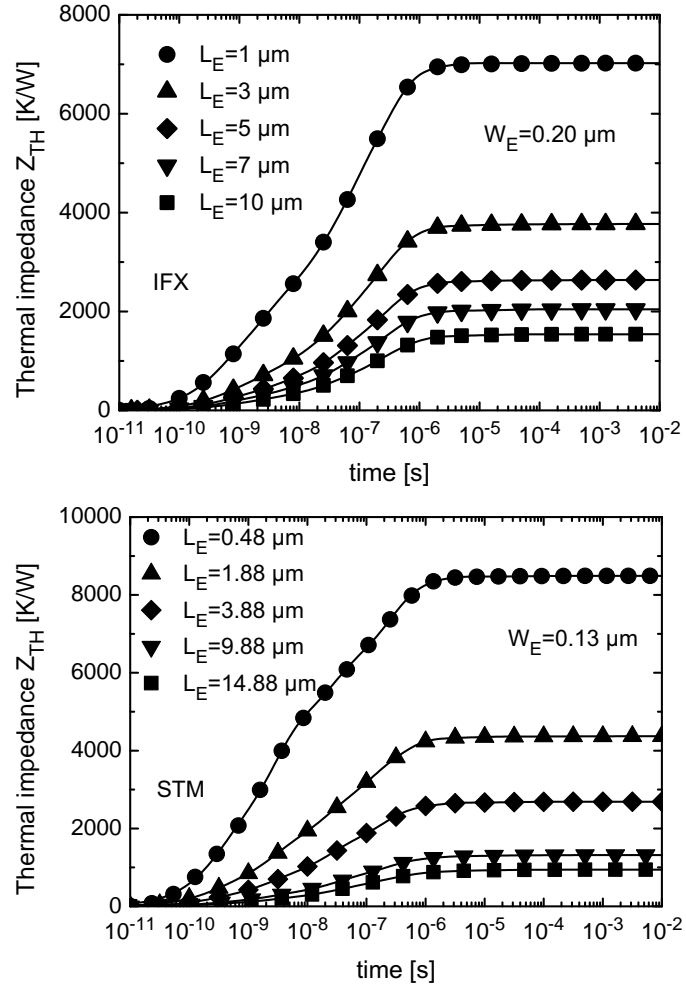 8000
6000
4000
2000
0
Thermal impedance Z_TH [K/W]
L_E=1 µm
L_E=3 µm
L_E=5 µm
L_E=7 µm
L_E=10 µm
W_E=0.20 µm
IFX
10^-11 10^-10 10^-9 10^-8 10^-7 10^-6 10^-5 10^-4 10^-3 10^-2
time [s]
10000
8000
6000
4000
2000
0
Thermal impedance Z_TH [K/W]
L_E=0.48 µm
L_E=1.88 µm
L_E=3.88 µm
L_E=9.88 µm
L_E=14.88 µm
W_E=0.13 µm
STM
10^-11 10^-10 10^-9 10^-8 10^-7 10^-6 10^-5 10^-4 10^-3 10^-2
time [s]